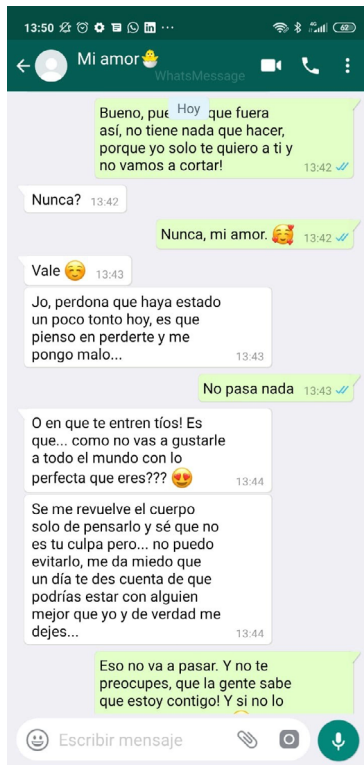 13:50
4G 62
Mi amor🐥
WhatsMessage
Hoy
Bueno, que fuera
así, no tiene nada que hacer,
porque yo solo te quiero a ti y
no vamos a cortar! 13:42
Nunca? 13:42
Nunca, mi amor. 🥰 13:42
Vale ☺️ 13:43
Jo, perdona que haya estado
un poco tonto hoy, es que
pienso en perderte y me
pongo malo... 13:43
No pasa nada 13:43
O en que te entren tíos! Es
que... como no vas a gustarle
a todo el mundo con lo
perfecta que eres??? 😍 13:44
Se me revuelve el cuerpo
solo de pensarlo y sé que no
es tu culpa pero... no puedo
evitarlo, me da miedo que
un día te des cuenta de que
podrías estar con alguien
mejor que yo y de verdad me
dejes... 13:44
Eso no va a pasar. Y no te
preocupes, que la gente sabe
que estoy contigo! Y si no lo
Escribir mensaje